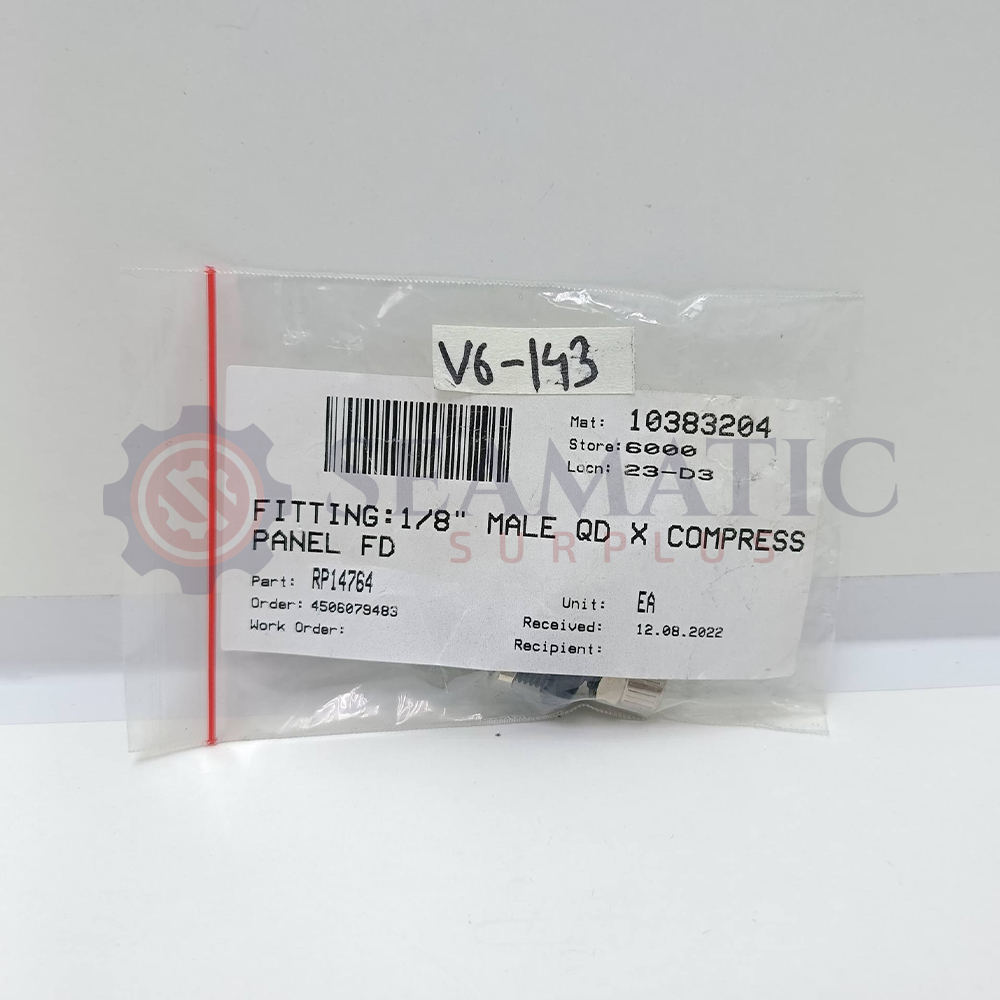 V6-143
Mat: 10383204
Store: 6000
Locn: 23-D3
SEAMATIC
SURPLUS
FITTING:1/8" MALE QD X COMPRESS
PANEL FD
Part: RP14764
Order: 4506079483
Work Order:
Unit: EA
Received: 12.08.2022
Recipient: